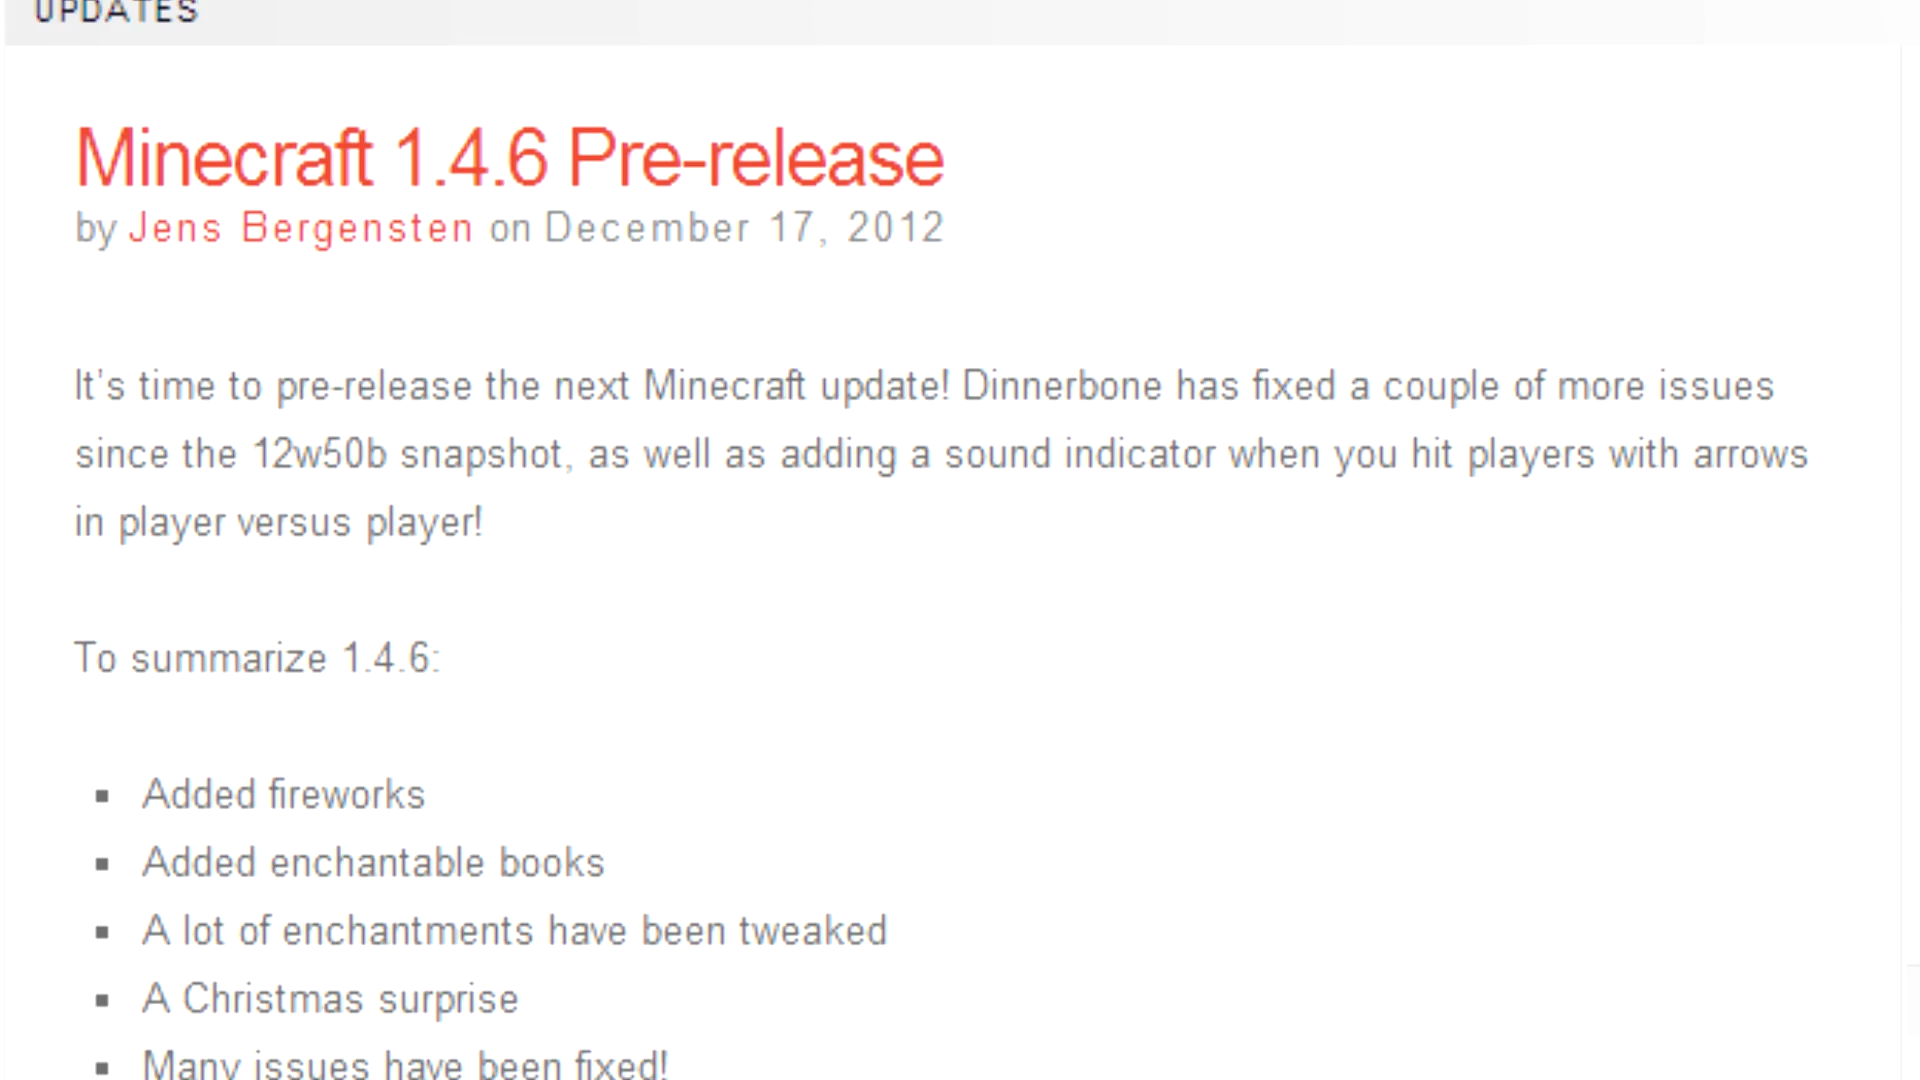 UPDATES
Minecraft 1.4.6 Pre-release
by Jens Bergensten on December 17, 2012
It's time to pre-release the next Minecraft update! Dinnerbone has fixed a couple of more issues
since the 12w50b snapshot, as well as adding a sound indicator when you hit players with arrows
in player versus player!
To summarize 1.4.6:
▪ Added fireworks
▪ Added enchantable books
▪ A lot of enchantments have been tweaked
▪ A Christmas surprise
▪ Many issues have been fixed!